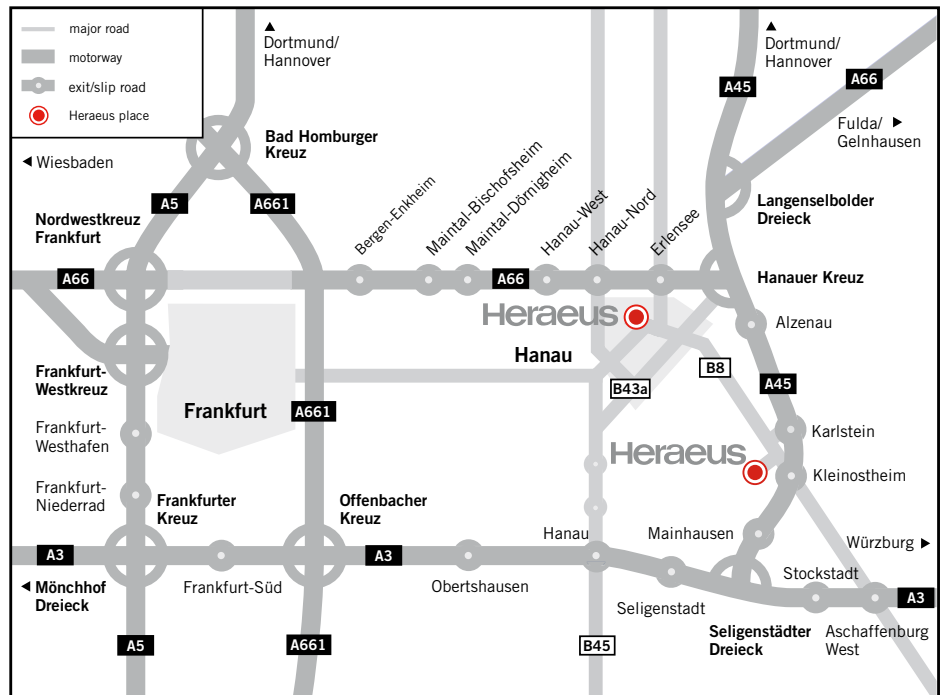 major road
motorway
exit/slip road
Heraeus place
Dortmund/
Hannover
Dortmund/
Hannover
A45
A66
Fulda/
Gelnhausen
Bad Homburger
Kreuz
Wiesbaden
A5
A661
Nordwestkreuz
Frankfurt
Bergen-Enkheim
Maintal-Bischofsheim
Maintal-Dörnigheim
Hanau-West
Hanau-Nord
Erlensee
Langenselbolder
Dreieck
A66
A66
Hanauer Kreuz
Heraeus
Alzenau
Hanau
B8
B43a
A45
Frankfurt-
Westkreuz
Frankfurt
A661
Frankfurt-
Westhafen
Karlstein
Heraeus
Kleinostheim
Frankfurt-
Niederrad
Frankfurter
Kreuz
Offenbacher
Kreuz
Hanau
Mainhausen
Würzburg
A3
A3
Mönchhof
Dreieck
Frankfurt-Süd
Obertshausen
Stockstadt
A3
Seligenstadt
A5
A661
B45
Seligenstädter
Dreieck
Aschaffenburg
West